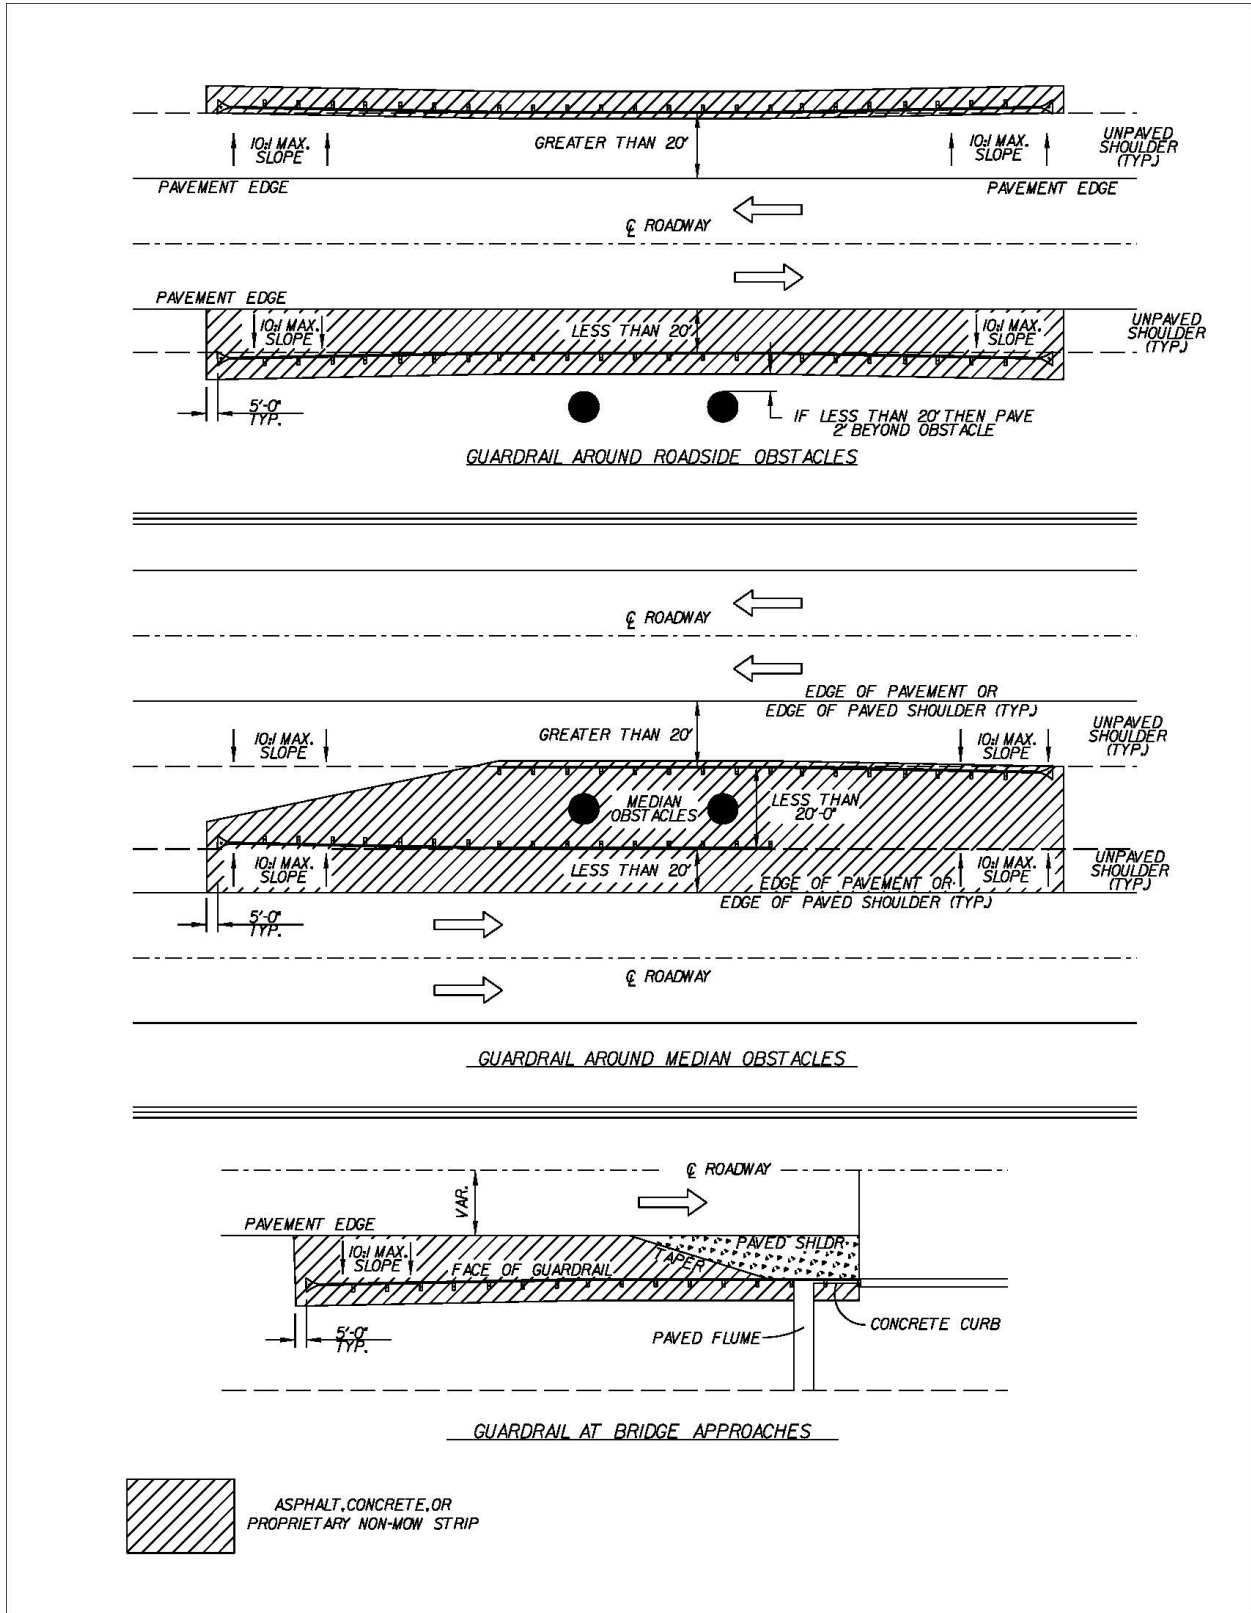 GREATER THAN 20'
10:1 MAX.
SLOPE
10:1 MAX.
SLOPE
UNPAVED
SHOULDER
(TYP.)
PAVEMENT EDGE
PAVEMENT EDGE
℄ ROADWAY
PAVEMENT EDGE
10:1 MAX.
SLOPE
LESS THAN 20'
10:1 MAX.
SLOPE
UNPAVED
SHOULDER
(TYP.)
5'-0"
TYP.
IF LESS THAN 20' THEN PAVE
2' BEYOND OBSTACLE
GUARDRAIL AROUND ROADSIDE OBSTACLES
℄ ROADWAY
EDGE OF PAVEMENT OR
EDGE OF PAVED SHOULDER (TYP.)
10:1 MAX.
SLOPE
GREATER THAN 20'
10:1 MAX.
SLOPE
UNPAVED
SHOULDER
(TYP.)
MEDIAN
OBSTACLES
LESS THAN
20'-0"
10:1 MAX.
SLOPE
LESS THAN 20'
10:1 MAX.
SLOPE
UNPAVED
SHOULDER
(TYP.)
EDGE OF PAVEMENT OR
EDGE OF PAVED SHOULDER (TYP.)
5'-0"
TYP.
℄ ROADWAY
GUARDRAIL AROUND MEDIAN OBSTACLES
℄ ROADWAY
VAR.
PAVEMENT EDGE
10:1 MAX.
SLOPE
FACE OF GUARDRAIL
TAPER
PAVED SHLDR.
5'-0"
TYP.
PAVED FLUME
CONCRETE CURB
GUARDRAIL AT BRIDGE APPROACHES
ASPHALT, CONCRETE, OR
PROPRIETARY NON-MOW STRIP